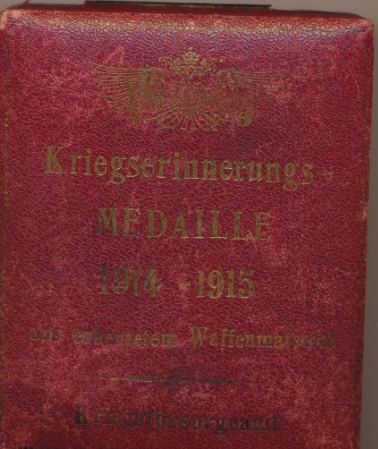 Kriegserinnerungs-
MEDAILLE
1914 - 1915
aus erbeutetem Waffenmaterial
Kriegsfürsorgeamt